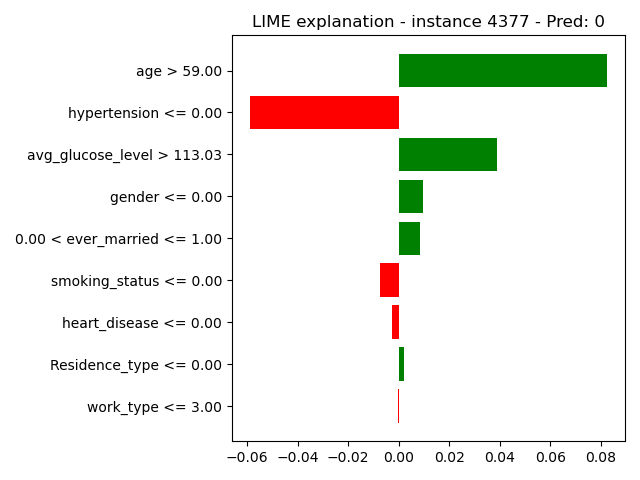 LIME explanation - instance 4377 - Pred: 0
age > 59.00
hypertension <= 0.00
avg_glucose_level > 113.03
gender <= 0.00
0.00 < ever_married <= 1.00
smoking_status <= 0.00
heart_disease <= 0.00
Residence_type <= 0.00
work_type <= 3.00
−0.06 −0.04 −0.02 0.00 0.02 0.04 0.06 0.08